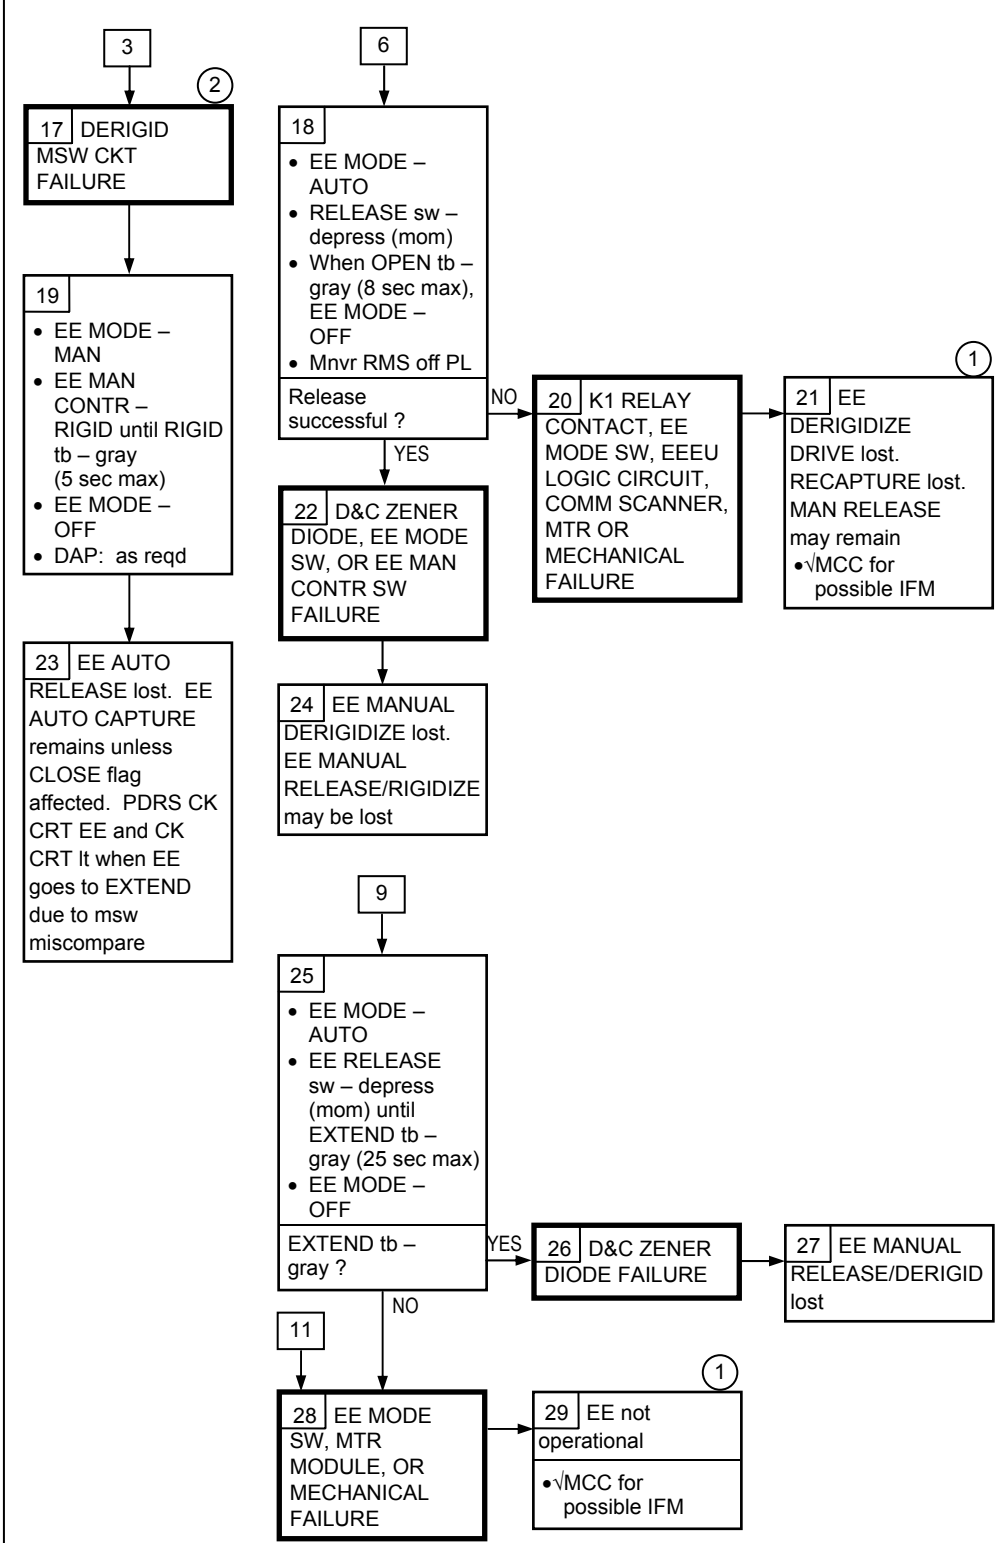 3
2
17 DERIGID
MSW CKT
FAILURE
19
• EE MODE –
MAN
• EE MAN
CONTR –
RIGID until RIGID
tb – gray
(5 sec max)
• EE MODE –
OFF
• DAP: as reqd
23 EE AUTO
RELEASE lost. EE
AUTO CAPTURE
remains unless
CLOSE flag
affected. PDRS CK
CRT EE and CK
CRT lt when EE
goes to EXTEND
due to msw
miscompare
6
18
• EE MODE –
AUTO
• RELEASE sw –
depress (mom)
• When OPEN tb –
gray (8 sec max),
EE MODE –
OFF
• Mnvr RMS off PL
Release
successful ?
NO
YES
20 K1 RELAY
CONTACT, EE
MODE SW, EEEU
LOGIC CIRCUIT,
COMM SCANNER,
MTR OR
MECHANICAL
FAILURE
1
21 EE
DERIGIDIZE
DRIVE lost.
RECAPTURE lost.
MAN RELEASE
may remain
•√MCC for
possible IFM
22 D&C ZENER
DIODE, EE MODE
SW, OR EE MAN
CONTR SW
FAILURE
24 EE MANUAL
DERIGIDIZE lost.
EE MANUAL
RELEASE/RIGIDIZE
may be lost
9
25
• EE MODE –
AUTO
• EE RELEASE
sw – depress
(mom) until
EXTEND tb –
gray (25 sec max)
• EE MODE –
OFF
EXTEND tb –
gray ?
YES
NO
26 D&C ZENER
DIODE FAILURE
27 EE MANUAL
RELEASE/DERIGID
lost
11
28 EE MODE
SW, MTR
MODULE, OR
MECHANICAL
FAILURE
1
29 EE not
operational
•√MCC for
possible IFM